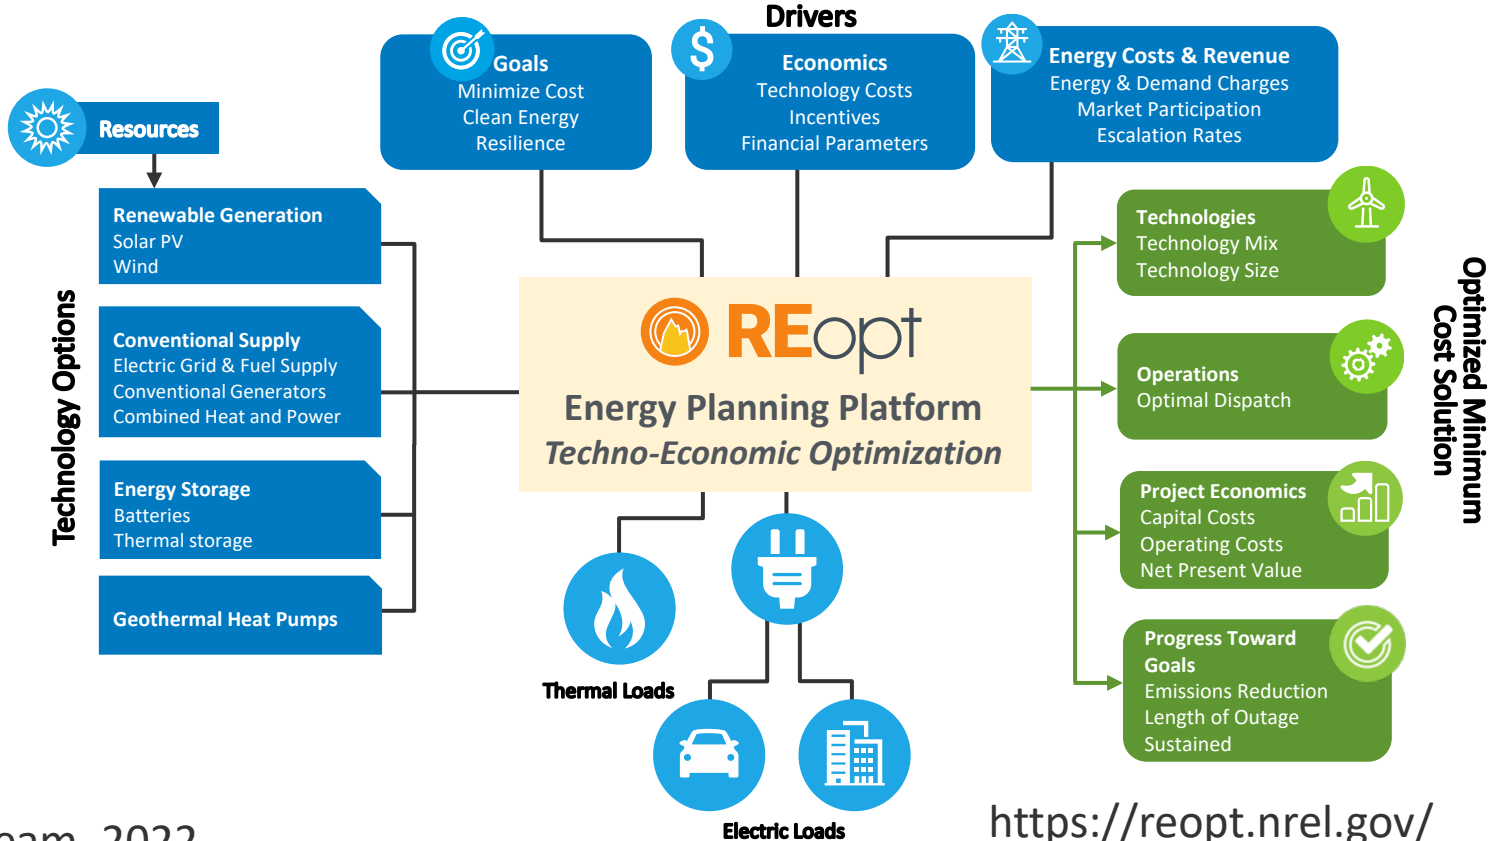 Drivers
Goals
Minimize Cost
Clean Energy
Resilience
Economics
Technology Costs
Incentives
Financial Parameters
Energy Costs & Revenue
Energy & Demand Charges
Market Participation
Escalation Rates
Resources
Technology Options
Renewable Generation
Solar PV
Wind
Conventional Supply
Electric Grid & Fuel Supply
Conventional Generators
Combined Heat and Power
Energy Storage
Batteries
Thermal storage
Geothermal Heat Pumps
REopt
Energy Planning Platform
Techno-Economic Optimization
Thermal Loads
Electric Loads
Technologies
Technology Mix
Technology Size
Operations
Optimal Dispatch
Project Economics
Capital Costs
Operating Costs
Net Present Value
Progress Toward
Goals
Emissions Reduction
Length of Outage
Sustained
Optimized Minimum
Cost Solution
2022
https://reopt.nrel.gov/